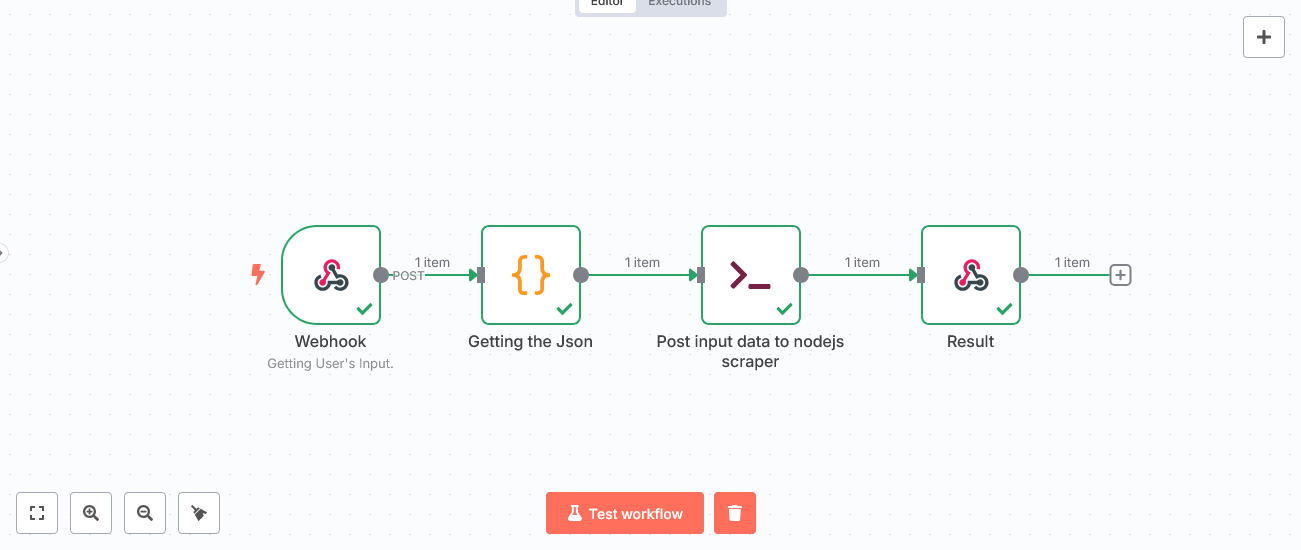 Editor
Executions
1 item
1 item
1 item
1 item
POST
Webhook
Getting User's Input.
Getting the Json
Post input data to nodejs
scraper
Result
Test workflow